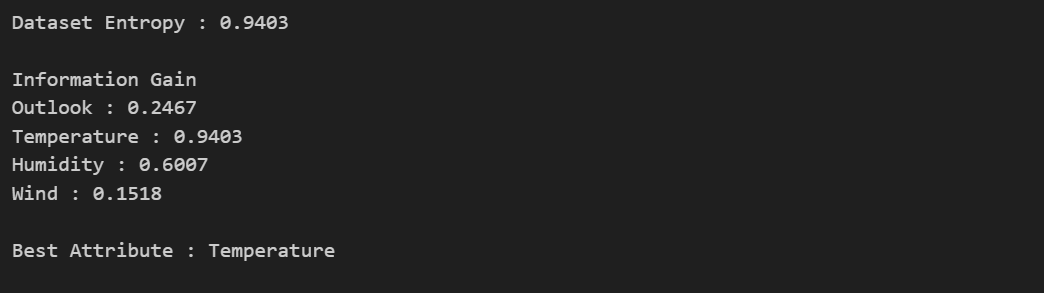 Dataset Entropy : 0.9403
Information Gain
Outlook : 0.2467
Temperature : 0.9403
Humidity : 0.6007
Wind : 0.1518
Best Attribute : Temperature